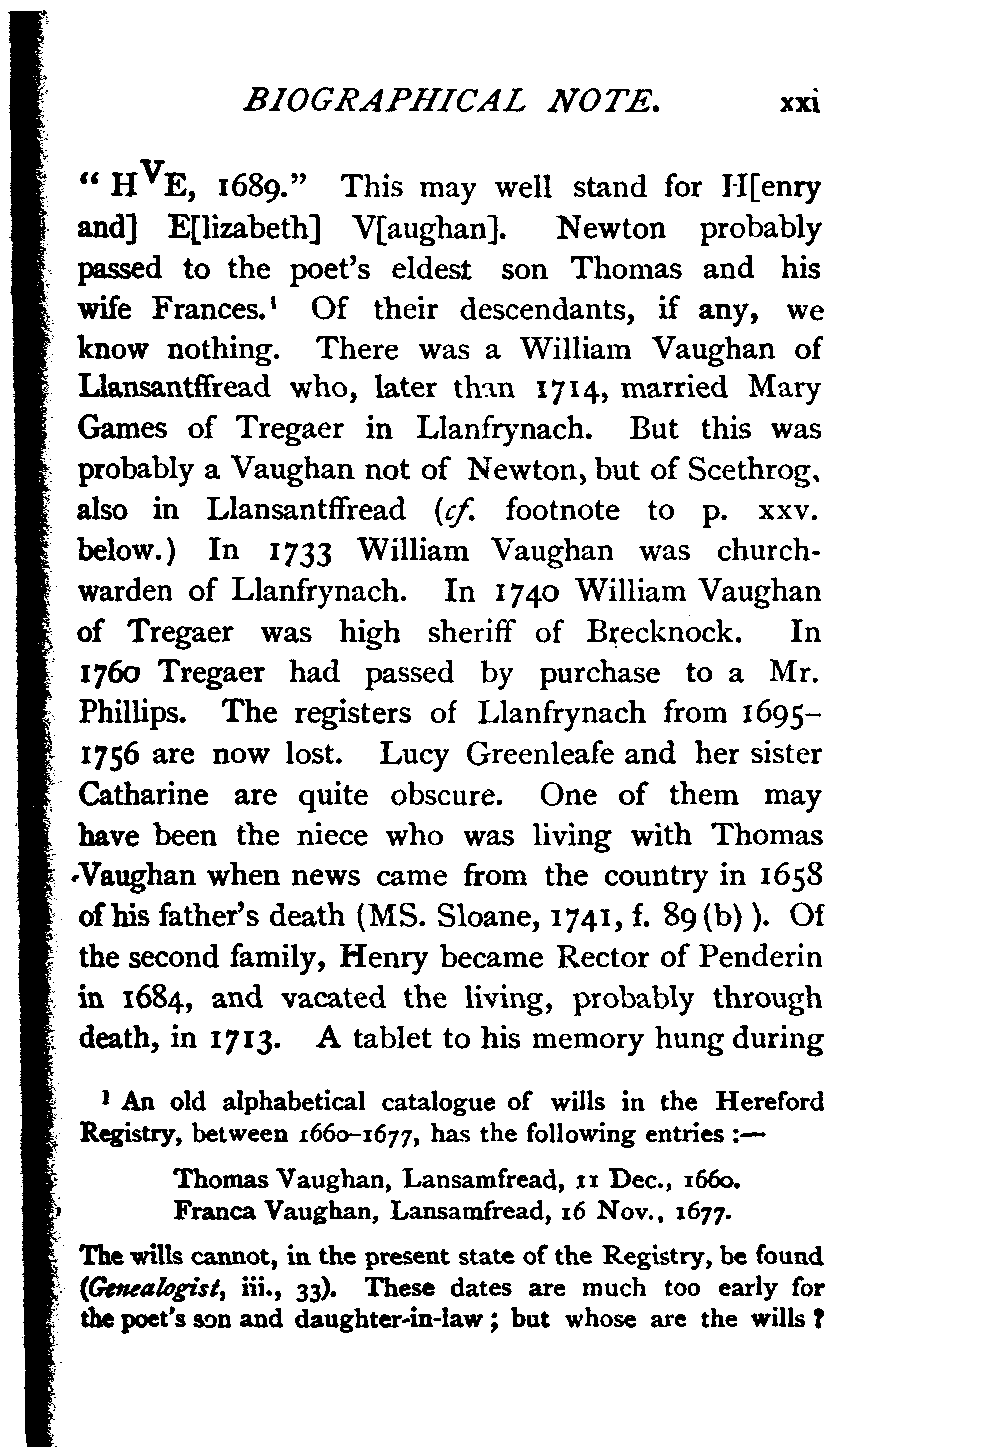 BIOGRAPHICAL NOTE. xxi
“ HVE, 1689.” This may well stand for H[enry
and] E[lizabeth] V[aughan]. Newton probably
passed to the poet’s eldest son Thomas and his
wife Frances.¹ Of their descendants, if any, we
know nothing. There was a William Vaughan of
Llansantffread who, later than 1714, married Mary
Games of Tregaer in Llanfrynach. But this was
probably a Vaughan not of Newton, but of Scethrog,
also in Llansantffread (cf. footnote to p. xxv.
below.) In 1733 William Vaughan was church-
warden of Llanfrynach. In 1740 William Vaughan
of Tregaer was high sheriff of Brecknock. In
1760 Tregaer had passed by purchase to a Mr.
Phillips. The registers of Llanfrynach from 1695–
1756 are now lost. Lucy Greenleafe and her sister
Catharine are quite obscure. One of them may
have been the niece who was living with Thomas
Vaughan when news came from the country in 1658
of his father’s death (MS. Sloane, 1741, f. 89 (b) ). Of
the second family, Henry became Rector of Penderin
in 1684, and vacated the living, probably through
death, in 1713. A tablet to his memory hung during
¹ An old alphabetical catalogue of wills in the Hereford
Registry, between 1660–1677, has the following entries :—
Thomas Vaughan, Lansamfread, 11 Dec., 1660.
Franca Vaughan, Lansamfread, 16 Nov., 1677.
The wills cannot, in the present state of the Registry, be found
(Genealogist, iii., 33). These dates are much too early for
the poet’s son and daughter-in-law ; but whose are the wills ?